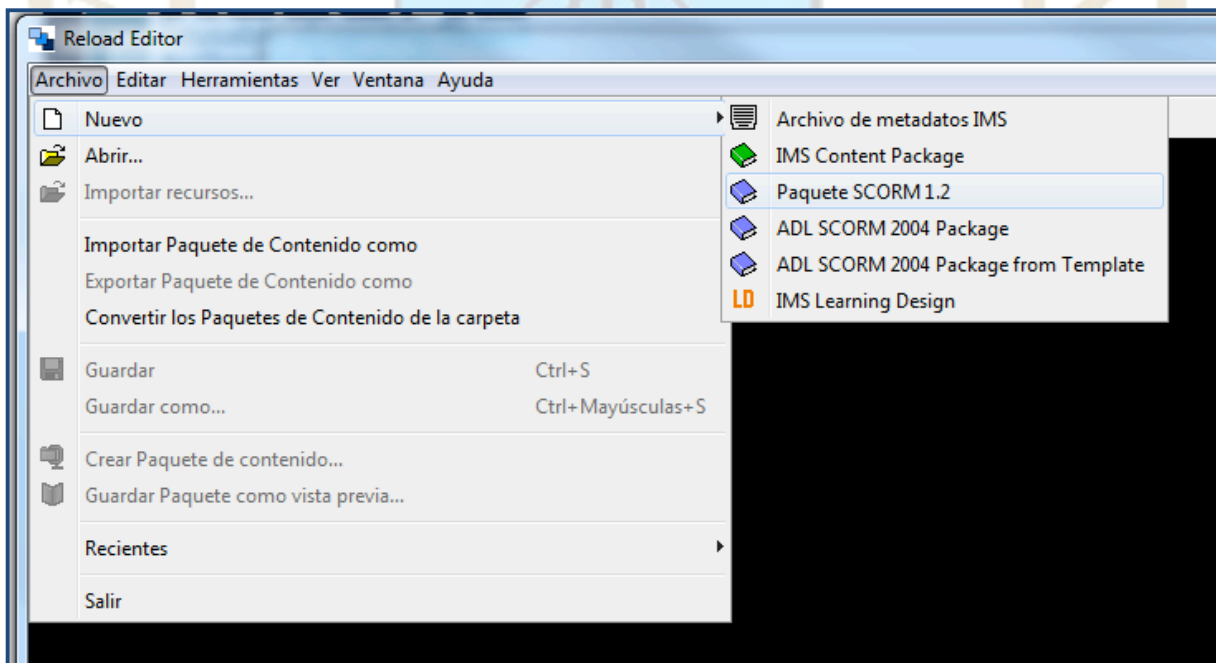 Reload Editor
Archivo Editar Herramientas Ver Ventana Ayuda
Nuevo
Abrir...
Importar recursos...
Importar Paquete de Contenido como
Exportar Paquete de Contenido como
Convertir los Paquetes de Contenido de la carpeta
Guardar Ctrl+S
Guardar como... Ctrl+Mayúsculas+S
Crear Paquete de contenido...
Guardar Paquete como vista previa...
Recientes
Salir
Archivo de metadatos IMS
IMS Content Package
Paquete SCORM 1.2
ADL SCORM 2004 Package
ADL SCORM 2004 Package from Template
LD IMS Learning Design